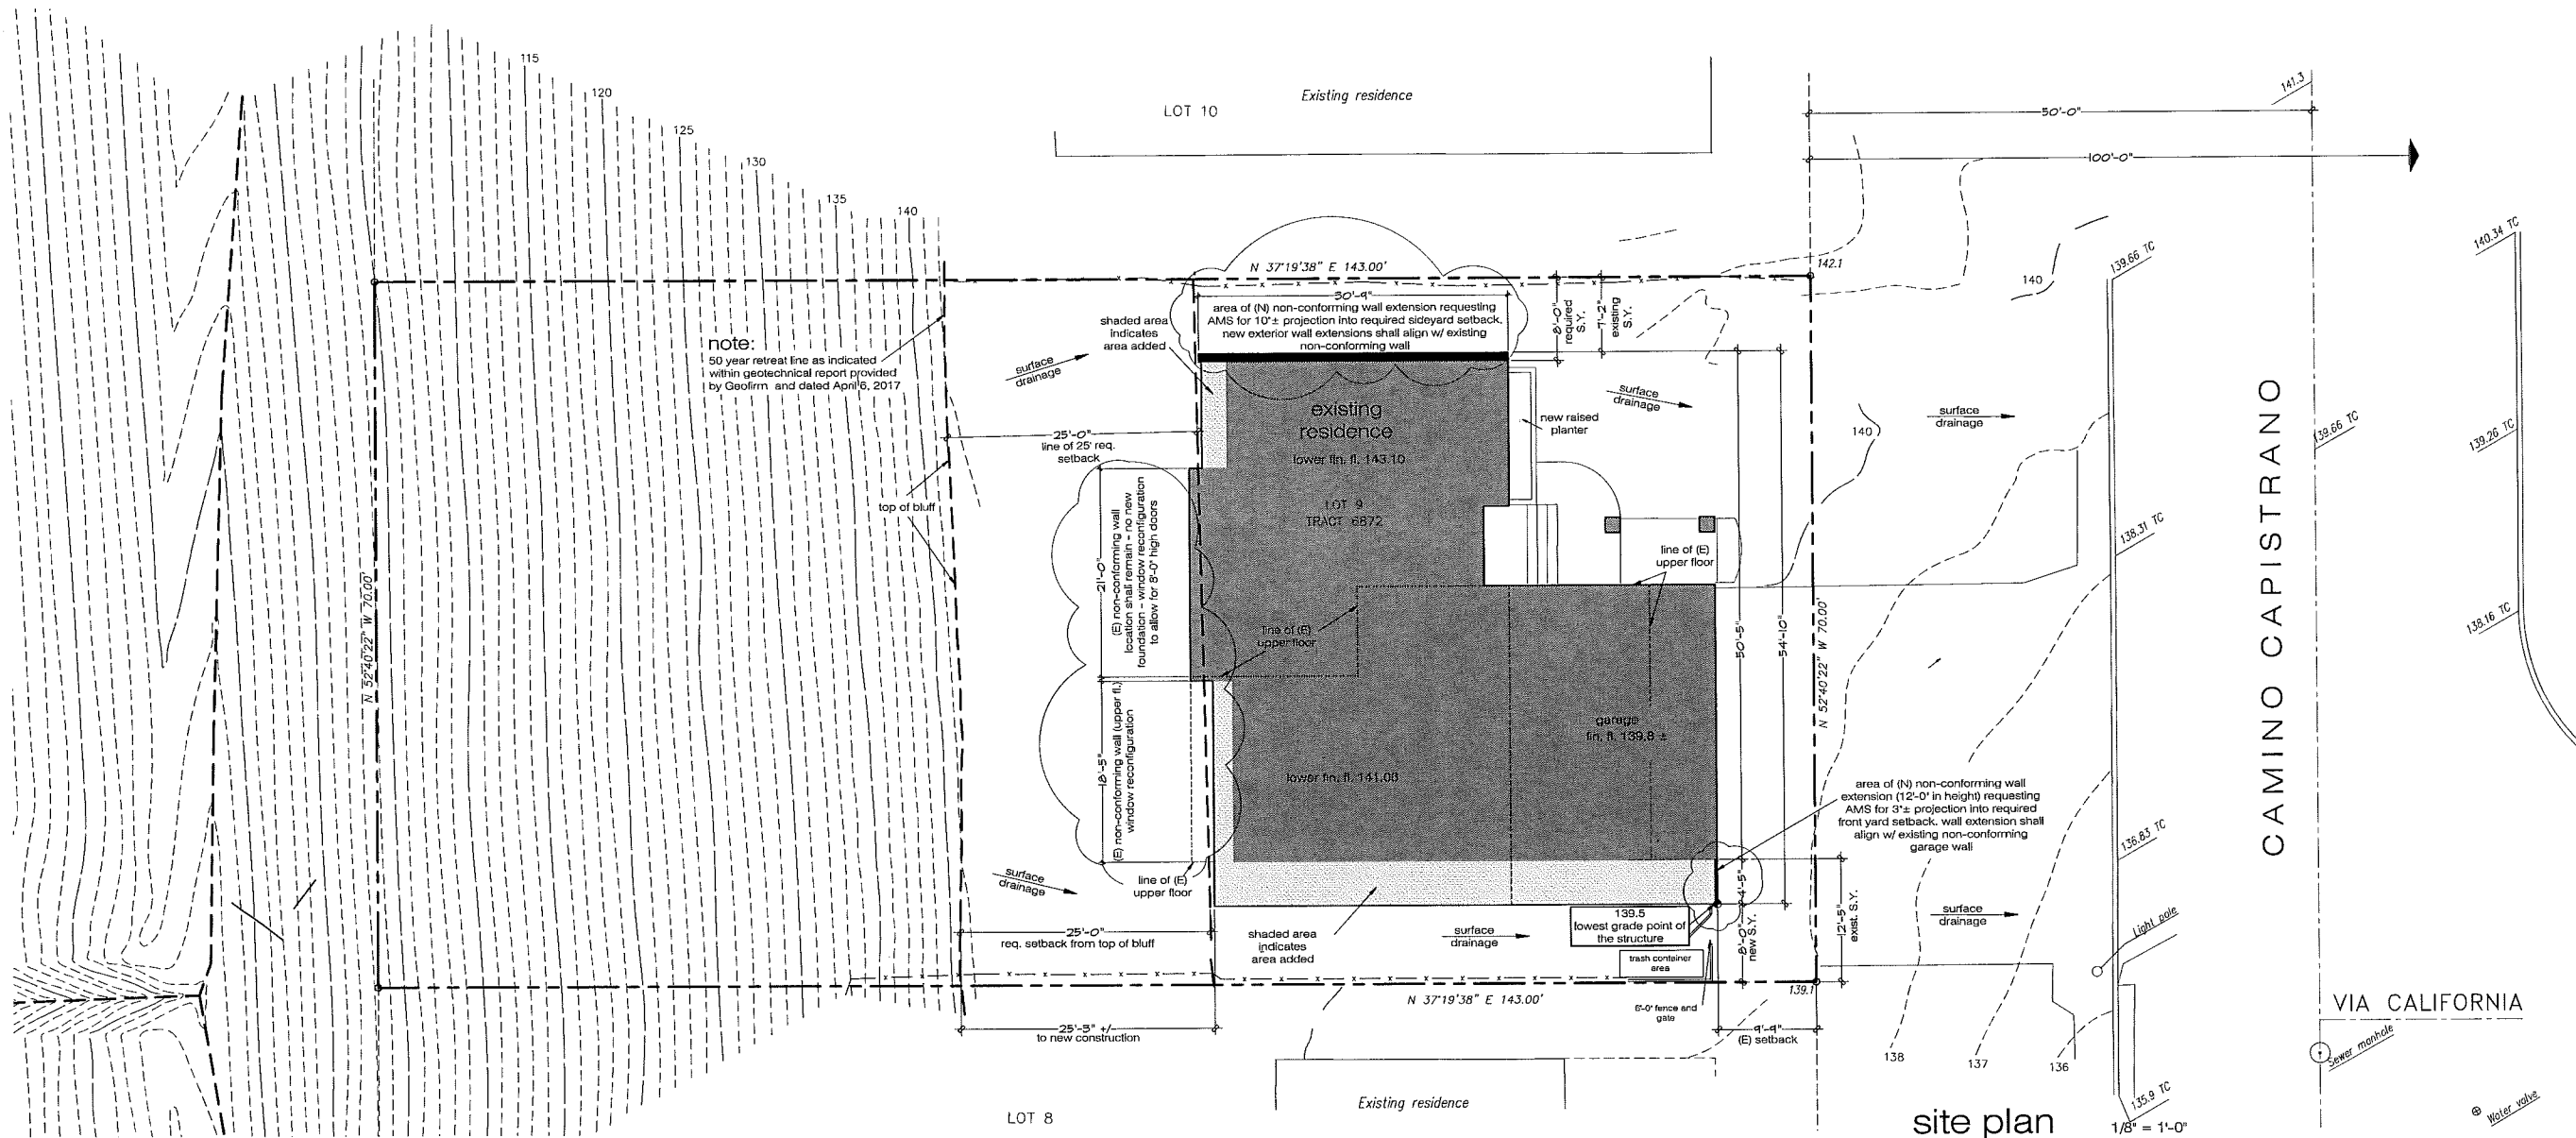 115
120
125
130
135
140
LOT 10
Existing residence
50'-0"
141.3
100'-0"
140.34 TC
139.66 TC
140
N 37°19'38" E 143.00'
142.1
30'-9"
area of (N) non-conforming wall extension requesting
AMS for 10"± projection into required sideyard setback.
new exterior wall extensions shall align w/ existing
non-conforming wall
8'-0"
required
S.Y.
7'-2"
existing
S.Y.
shaded area
indicates
area added
note:
50 year retreat line as indicated
within geotechnical report provided
by Geofirm and dated April 6, 2017
surface
drainage
existing
residence
lower fin. fl. 143.10
LOT 9
TRACT 6872
surface
drainage
new raised
planter
140
surface
drainage
139.66 TC
139.26 TC
CAMINO CAPISTRANO
25'-0"
line of 25' req.
setback
top of bluff
21'-0"
(E) non-conforming wall
location shall remain - no new
foundation - window reconfiguration
to allow for 8'-0" high doors
line of (E)
upper floor
line of (E)
upper floor
50'-5"
54'-10"
138.31 TC
138.16 TC
N 52°40'22" W 70.00'
N 52°40'22" W 70.00'
18'-5"
(E) non-conforming wall (upper fl.)
window reconfiguration
garage
fin. fl. 139.8 ±
lower fin. fl. 141.08
area of (N) non-conforming wall
extension (12'-0" in height) requesting
AMS for 3"± projection into required
front yard setback. wall extension shall
align w/ existing non-conforming
garage wall
136.83 TC
surface
drainage
line of (E)
upper floor
4'-5"
12'-5"
exist. S.Y.
8'-0"
new S.Y.
surface
drainage
25'-0"
req. setback from top of bluff
shaded area
indicates
area added
surface
drainage
139.5
lowest grade point of
the structure
trash container
area
Light pole
139.1
N 37°19'38" E 143.00'
25'-5" +/-
to new construction
6'-0" fence and
gate
9'-9"
(E) setback
138
137
136
VIA CALIFORNIA
Sewer manhole
LOT 8
Existing residence
135.9 TC
Water valve
site plan
1/8" = 1'-0"